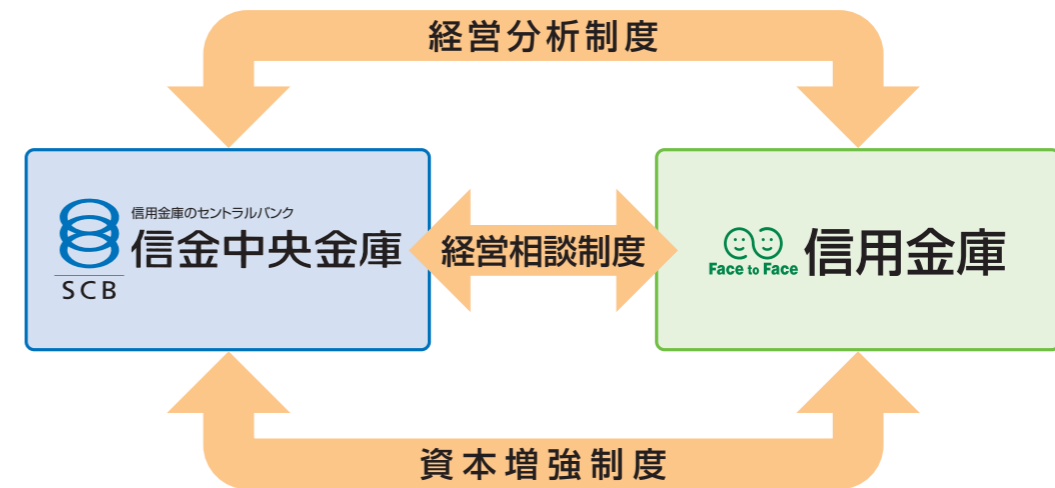 経営分析制度
信用金庫のセントラルバンク
信金中央金庫
SCB
経営相談制度
Face to Face
信用金庫
資本増強制度